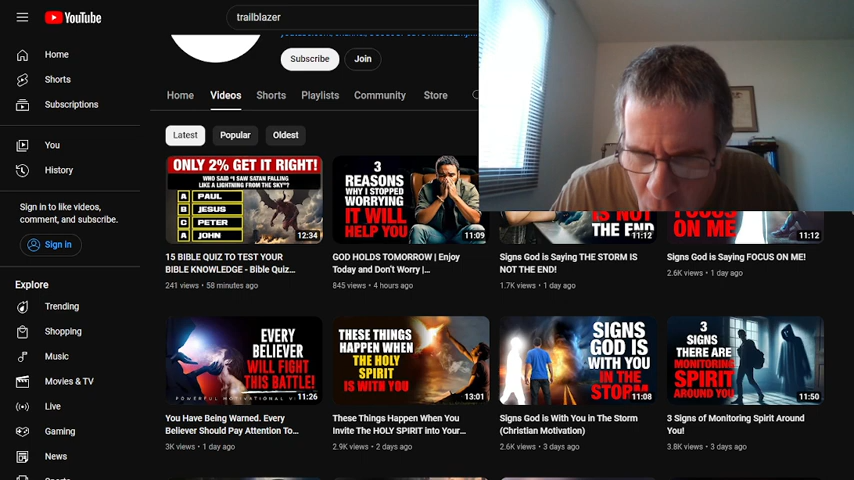 YouTube
trailblazer
Home
Shorts
Subscriptions
You
History
Sign in to like videos,
comment, and subscribe.
Sign in
Explore
Trending
Shopping
Music
Movies & TV
Live
Gaming
News
Subscribe
Join
Home
Videos
Shorts
Playlists
Community
Store
Latest
Popular
Oldest
ONLY 2% GET IT RIGHT!
WHO SAID "I SAW SATAN FALLING
LIKE A LIGHTNING FROM THE SKY"?
A PAUL
B JESUS
C PETER
A JOHN
12:34
15 BIBLE QUIZ TO TEST YOUR
BIBLE KNOWLEDGE - Bible Quiz...
241 views • 58 minutes ago
3
REASONS
WHY I STOPPED
WORRYING
IT WILL
HELP YOU
11:09
GOD HOLDS TOMORROW | Enjoy
Today and Don't Worry |...
845 views • 4 hours ago
IS NOT
THE END
11:12
Signs God is Saying THE STORM IS
NOT THE END!
1.7K views • 1 day ago
FOCUS
ON ME
11:12
Signs God is Saying FOCUS ON ME!
2.6K views • 1 day ago
EVERY
BELIEVER
WILL FIGHT
THIS BATTLE!
11:26
You Have Being Warned. Every
Believer Should Pay Attention To...
3K views • 1 day ago
THESE THINGS
HAPPEN WHEN
THE HOLY
SPIRIT IS
WITH YOU
13:01
These Things Happen When You
Invite The HOLY SPIRIT into Your...
2.9K views • 2 days ago
SIGNS
GOD IS
WITH YOU
IN THE
STORM
11:08
Signs God is With You in The Storm
(Christian Motivation)
2.6K views • 3 days ago
3
SIGNS
THERE ARE
MONITORING
SPIRIT
AROUND YOU
11:50
3 Signs of Monitoring Spirit Around
You!
3.8K views • 3 days ago